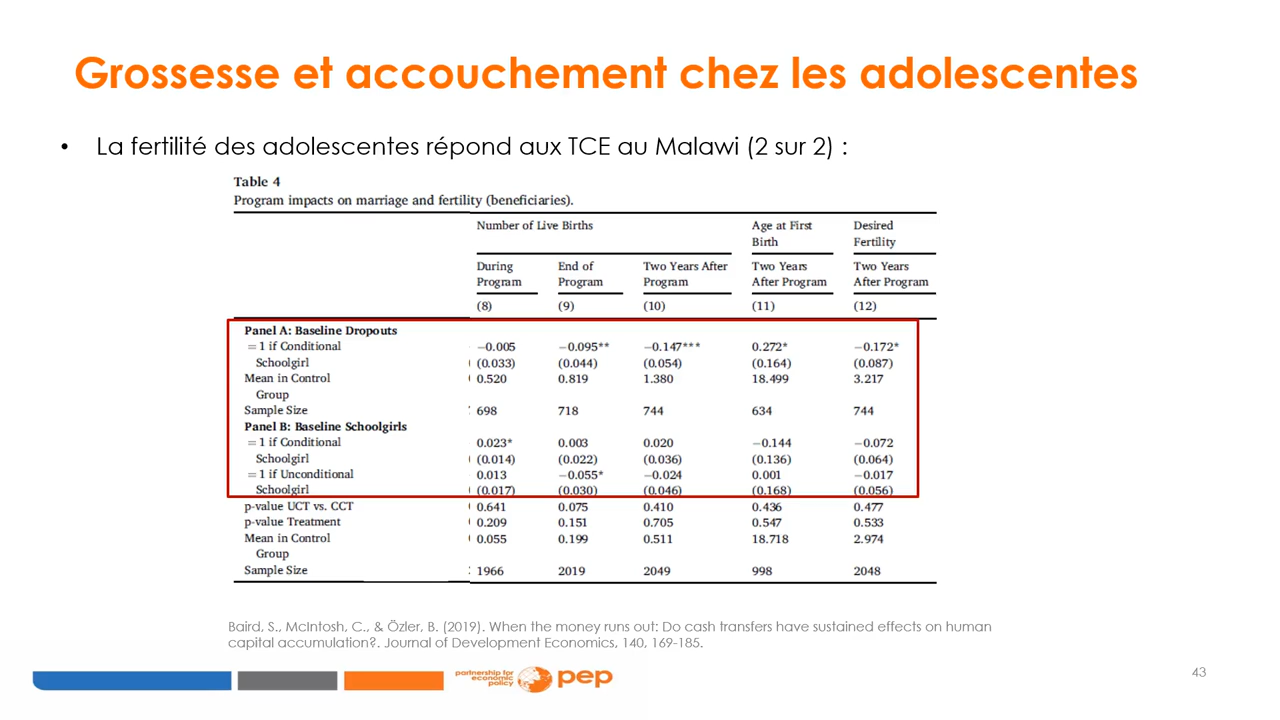 Grossesse et accouchement chez les adolescentes
• La fertilité des adolescentes répond aux TCE au Malawi (2 sur 2) :
Table 4
Program impacts on marriage and fertility (beneficiaries).
Number of Live Births Age at First Birth Desired Fertility
During Program End of Program Two Years After Program Two Years After Program Two Years After Program
(8) (9) (10) (11) (12)
Panel A: Baseline Dropouts
=1 if Conditional −0.005 −0.095** −0.147*** 0.272* −0.172*
Schoolgirl (0.033) (0.044) (0.054) (0.164) (0.087)
Mean in Control 0.520 0.819 1.380 18.499 3.217
Group
Sample Size 698 718 744 634 744
Panel B: Baseline Schoolgirls
=1 if Conditional 0.023* 0.003 0.020 −0.144 −0.072
Schoolgirl (0.014) (0.022) (0.036) (0.136) (0.064)
=1 if Unconditional 0.013 −0.055* −0.024 0.001 −0.017
Schoolgirl (0.017) (0.030) (0.046) (0.168) (0.056)
p-value UCT vs. CCT 0.641 0.075 0.410 0.436 0.477
p-value Treatment 0.209 0.151 0.705 0.547 0.533
Mean in Control 0.055 0.199 0.511 18.718 2.974
Group
Sample Size 1966 2019 2049 998 2048
Baird, S., McIntosh, C., & Özler, B. (2019). When the money runs out: Do cash transfers have sustained effects on human
capital accumulation?. Journal of Development Economics, 140, 169-185.
partnership for
economic
policy
pep
43